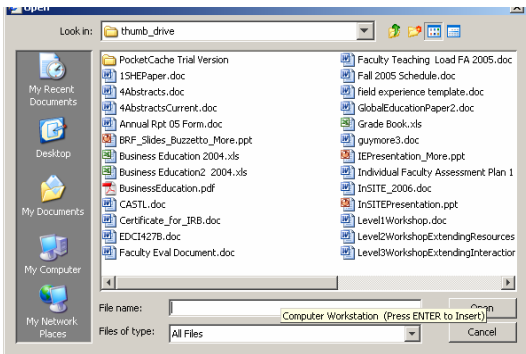 Open
Look in: thumb_drive
My Recent Documents
Desktop
My Documents
My Computer
My Network Places
PocketCache Trial Version
1SHEPaper.doc
4Abstracts.doc
4AbstractsCurrent.doc
Annual Rpt 05 Form.doc
BRF_Slides_Buzzetto_More.ppt
Business Education 2004.xls
Business Education2 2004.xls
BusinessEducation.pdf
CASTL.doc
Certificate_for_IRB.doc
EDCI427B.doc
Faculty Eval Document.doc
Faculty Teaching Load FA 2005.doc
Fall 2005 Schedule.doc
field experience template.doc
GlobalEducationPaper2.doc
Grade Book.xls
guymore3.doc
IEPresentation_More.ppt
Individual Faculty Assessment Plan 1
InSITE_2006.doc
InSITEPresentation.ppt
Level1Workshop.doc
Level2WorkshopExtendingResources
Level3WorkshopExtendingInteraction
File name:
Computer Workstation (Press ENTER to Insert)
Open
Files of type: All Files
Cancel